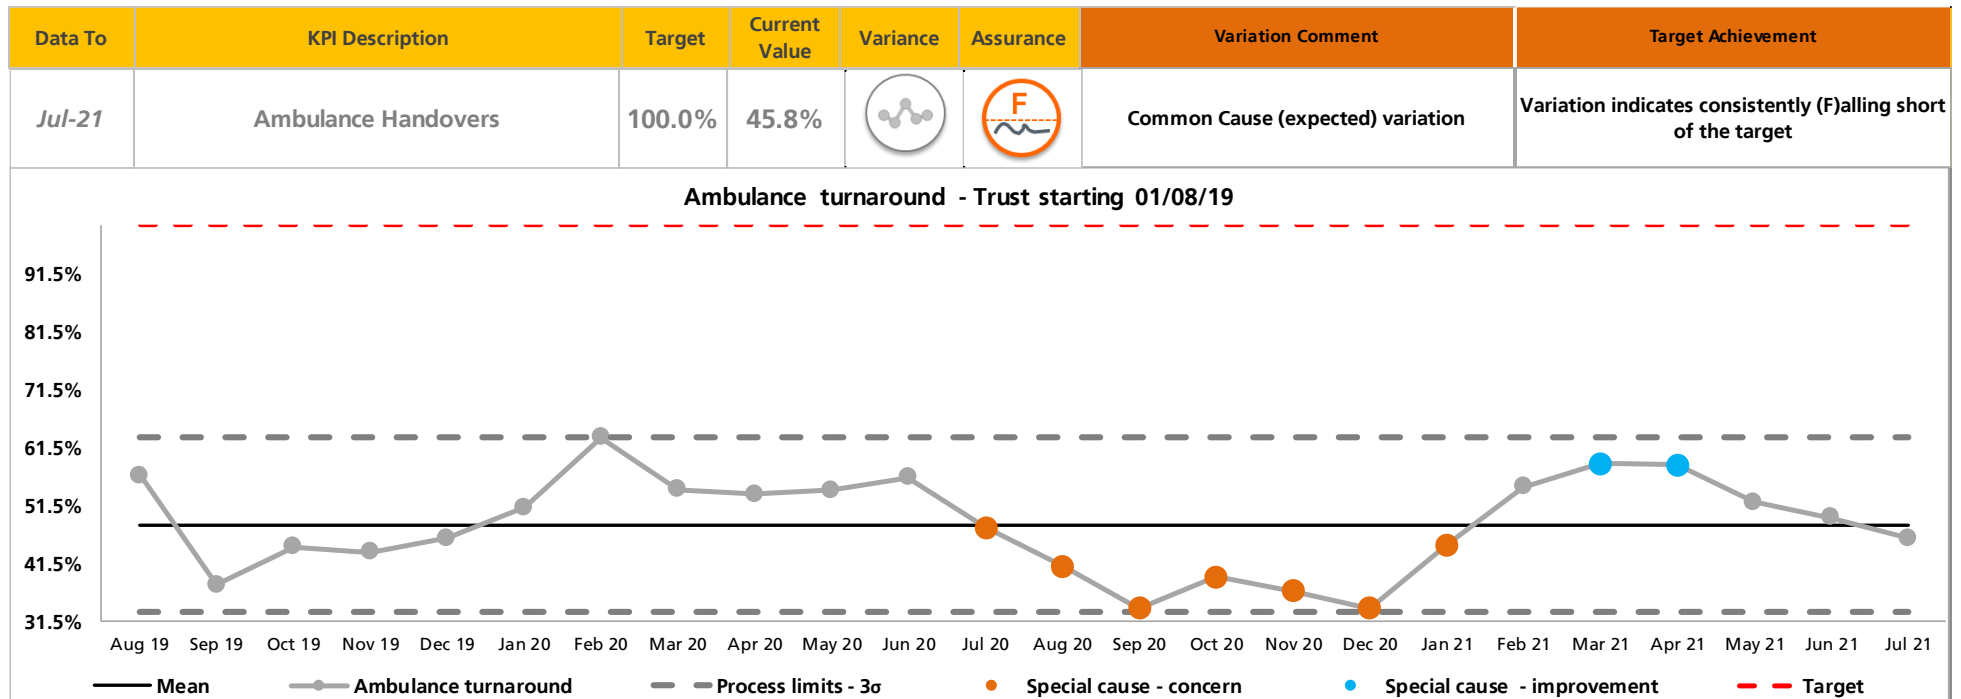 Data To KPI Description Target Current Value Variance Assurance Variation Comment Target Achievement
Jul-21 Ambulance Handovers 100.0% 45.8% F Common Cause (expected) variation Variation indicates consistently (F)alling short
of the target
Ambulance turnaround - Trust starting 01/08/19
91.5%
81.5%
71.5%
61.5%
51.5%
41.5%
31.5%
Aug 19 Sep 19 Oct 19 Nov 19 Dec 19 Jan 20 Feb 20 Mar 20 Apr 20 May 20 Jun 20 Jul 20 Aug 20 Sep 20 Oct 20 Nov 20 Dec 20 Jan 21 Feb 21 Mar 21 Apr 21 May 21 Jun 21 Jul 21
Mean Ambulance turnaround Process limits - 3σ Special cause - concern Special cause - improvement Target